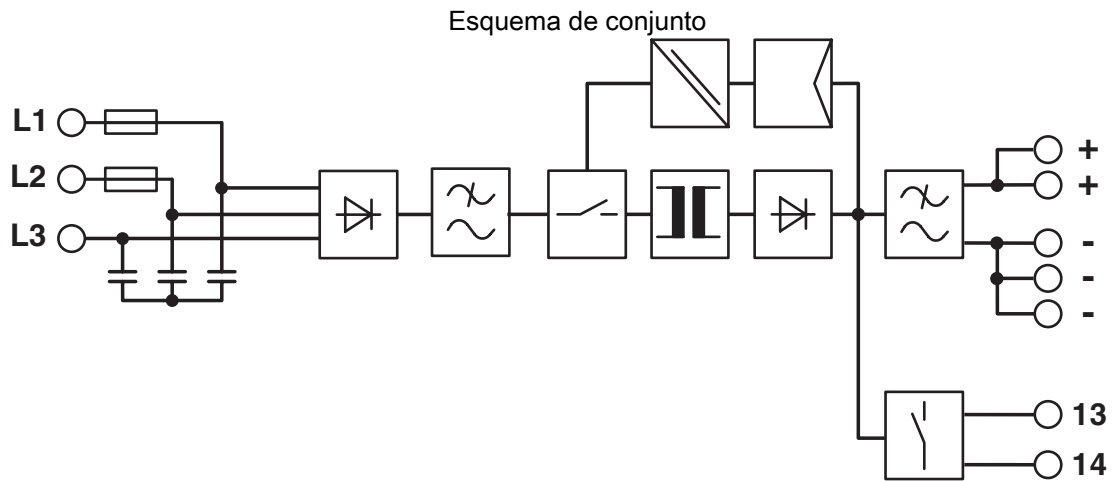 Esquema de conjunto
L1
L2
L3
+
+
-
-
-
13
14